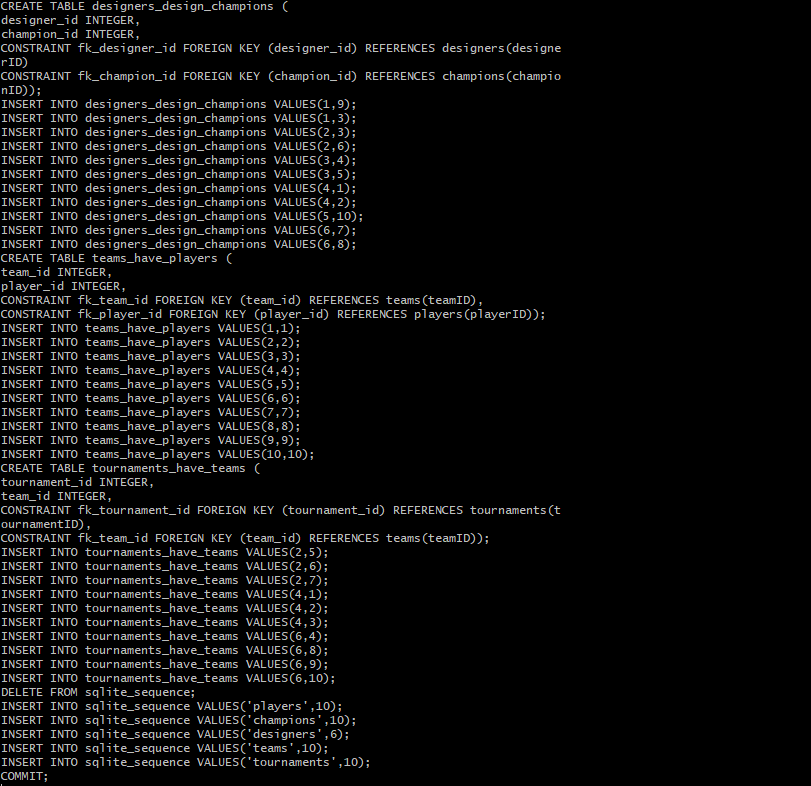 CREATE TABLE designers_design_champions (
designer_id INTEGER,
champion_id INTEGER,
CONSTRAINT fk_designer_id FOREIGN KEY (designer_id) REFERENCES designers(designe
rID)
CONSTRAINT fk_champion_id FOREIGN KEY (champion_id) REFERENCES champions(champio
nID));
INSERT INTO designers_design_champions VALUES(1,9);
INSERT INTO designers_design_champions VALUES(1,3);
INSERT INTO designers_design_champions VALUES(2,3);
INSERT INTO designers_design_champions VALUES(2,6);
INSERT INTO designers_design_champions VALUES(3,4);
INSERT INTO designers_design_champions VALUES(3,5);
INSERT INTO designers_design_champions VALUES(4,1);
INSERT INTO designers_design_champions VALUES(4,2);
INSERT INTO designers_design_champions VALUES(5,10);
INSERT INTO designers_design_champions VALUES(6,7);
INSERT INTO designers_design_champions VALUES(6,8);
CREATE TABLE teams_have_players (
team_id INTEGER,
player_id INTEGER,
CONSTRAINT fk_team_id FOREIGN KEY (team_id) REFERENCES teams(teamID),
CONSTRAINT fk_player_id FOREIGN KEY (player_id) REFERENCES players(playerID));
INSERT INTO teams_have_players VALUES(1,1);
INSERT INTO teams_have_players VALUES(2,2);
INSERT INTO teams_have_players VALUES(3,3);
INSERT INTO teams_have_players VALUES(4,4);
INSERT INTO teams_have_players VALUES(5,5);
INSERT INTO teams_have_players VALUES(6,6);
INSERT INTO teams_have_players VALUES(7,7);
INSERT INTO teams_have_players VALUES(8,8);
INSERT INTO teams_have_players VALUES(9,9);
INSERT INTO teams_have_players VALUES(10,10);
CREATE TABLE tournaments_have_teams (
tournament_id INTEGER,
team_id INTEGER,
CONSTRAINT fk_tournament_id FOREIGN KEY (tournament_id) REFERENCES tournaments(t
ournamentID),
CONSTRAINT fk_team_id FOREIGN KEY (team_id) REFERENCES teams(teamID));
INSERT INTO tournaments_have_teams VALUES(2,5);
INSERT INTO tournaments_have_teams VALUES(2,6);
INSERT INTO tournaments_have_teams VALUES(2,7);
INSERT INTO tournaments_have_teams VALUES(4,1);
INSERT INTO tournaments_have_teams VALUES(4,2);
INSERT INTO tournaments_have_teams VALUES(4,3);
INSERT INTO tournaments_have_teams VALUES(6,4);
INSERT INTO tournaments_have_teams VALUES(6,8);
INSERT INTO tournaments_have_teams VALUES(6,9);
INSERT INTO tournaments_have_teams VALUES(6,10);
DELETE FROM sqlite_sequence;
INSERT INTO sqlite_sequence VALUES('players',10);
INSERT INTO sqlite_sequence VALUES('champions',10);
INSERT INTO sqlite_sequence VALUES('designers',6);
INSERT INTO sqlite_sequence VALUES('teams',10);
INSERT INTO sqlite_sequence VALUES('tournaments',10);
COMMIT;